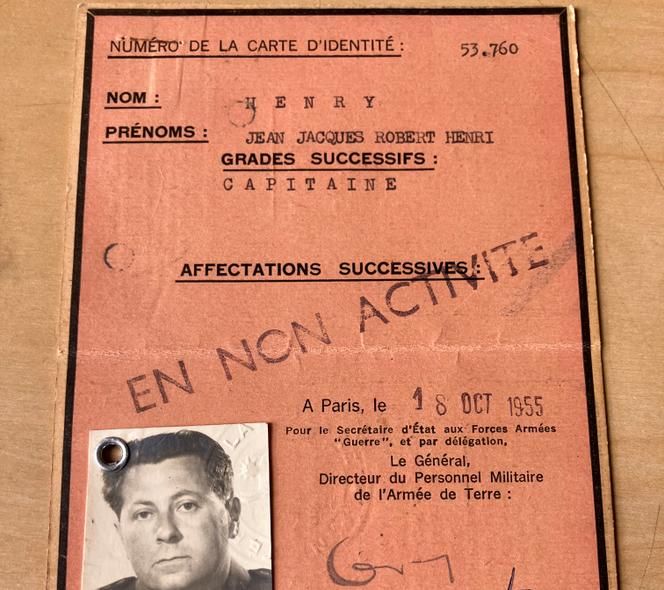 NUMÉRO DE LA CARTE D'IDENTITÉ : 53.760
NOM : HENRY
PRÉNOMS : JEAN JACQUES ROBERT HENRI
GRADES SUCCESSIFS :
CAPITAINE
AFFECTATIONS SUCCESSIVES :
EN NON ACTIVITE
A Paris, le 18 OCT 1955
Pour le Secrétaire d'État aux Forces Armées
"Guerre", et par délégation,
Le Général,
Directeur du Personnel Militaire
de l'Armée de Terre :